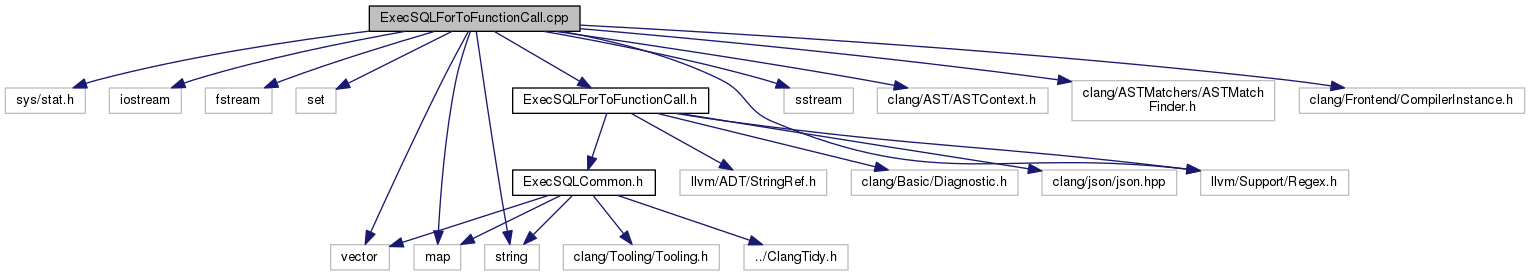 ExecSQLForToFunctionCall.cpp
sys/stat.h
iostream
fstream
set
ExecSQLForToFunctionCall.h
sstream
clang/AST/ASTContext.h
clang/ASTMatchers/ASTMatch
Finder.h
clang/Frontend/CompilerInstance.h
ExecSQLCommon.h
llvm/ADT/StringRef.h
clang/Basic/Diagnostic.h
clang/json/json.hpp
llvm/Support/Regex.h
vector
map
string
clang/Tooling/Tooling.h
../ClangTidy.h